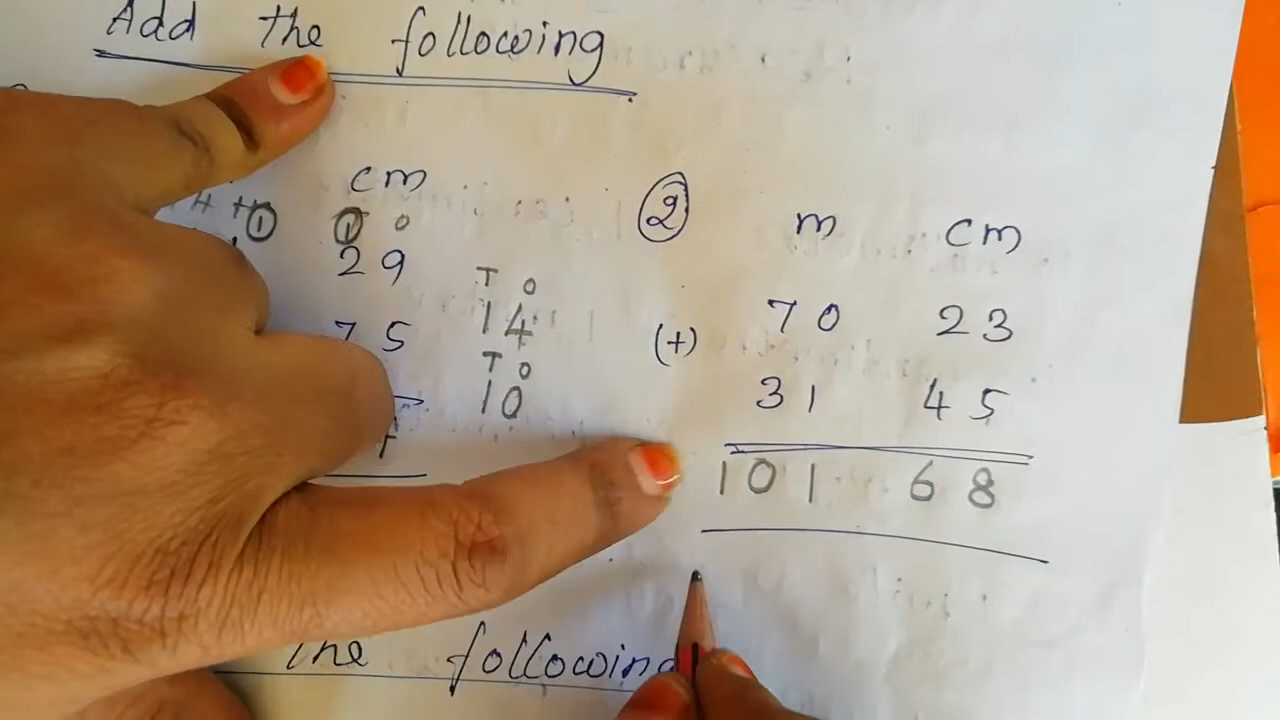 Add the following
cm
1 0
29
75
T O
14
T O
10
2
m cm
70 23
(+)
31 45
101 68
the following